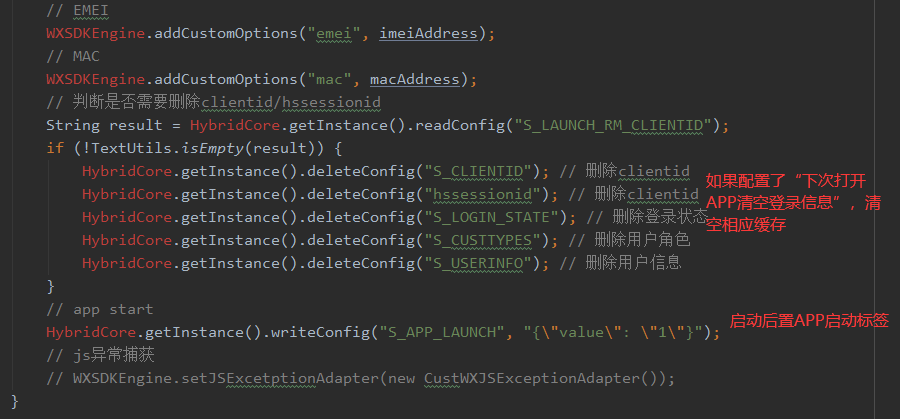 // EMEI
WXSDKEngine.addCustomOptions("emei", imeiAddress);
// MAC
WXSDKEngine.addCustomOptions("mac", macAddress);
// 判断是否需要删除clientid/hssessionid
String result = HybridCore.getInstance().readConfig("S_LAUNCH_RM_CLIENTID");
if (!TextUtils.isEmpty(result)) {
HybridCore.getInstance().deleteConfig("S_CLIENTID"); // 删除clientid
HybridCore.getInstance().deleteConfig("hssessionid"); // 删除clientid
HybridCore.getInstance().deleteConfig("S_LOGIN_STATE"); // 删除登录状态
HybridCore.getInstance().deleteConfig("S_CUSTTYPES"); // 删除用户角色
HybridCore.getInstance().deleteConfig("S_USERINFO"); // 删除用户信息
如果配置了“下次打开
APP清空登录信息”，清
空相应缓存
}
// app start
HybridCore.getInstance().writeConfig("S_APP_LAUNCH", "{\"value\": \"1\"}");
启动后置APP启动标签
// js异常捕获
// WXSDKEngine.setJSExcetptionAdapter(new CustWXJSExceptionAdapter());
}